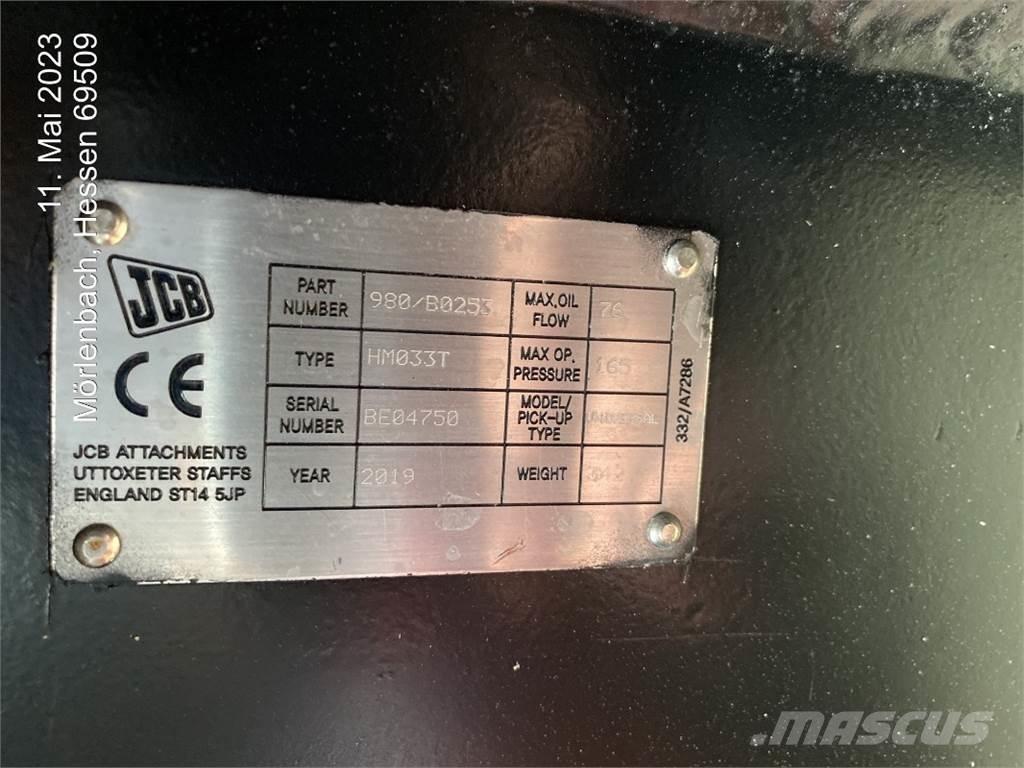 11. Mai 2023
Mörlenbach, Hessen 69509
JCB
CE
JCB ATTACHMENTS
UTTOXETER STAFFS
ENGLAND ST14 5JP
PART NUMBER 980/B0253 MAX.OIL FLOW 76
TYPE HM033T MAX OP. PRESSURE 165
SERIAL NUMBER BE04750 MODEL/ PICK-UP TYPE UNIVERSAL
YEAR 2019 WEIGHT
332/A7286
MASCUS